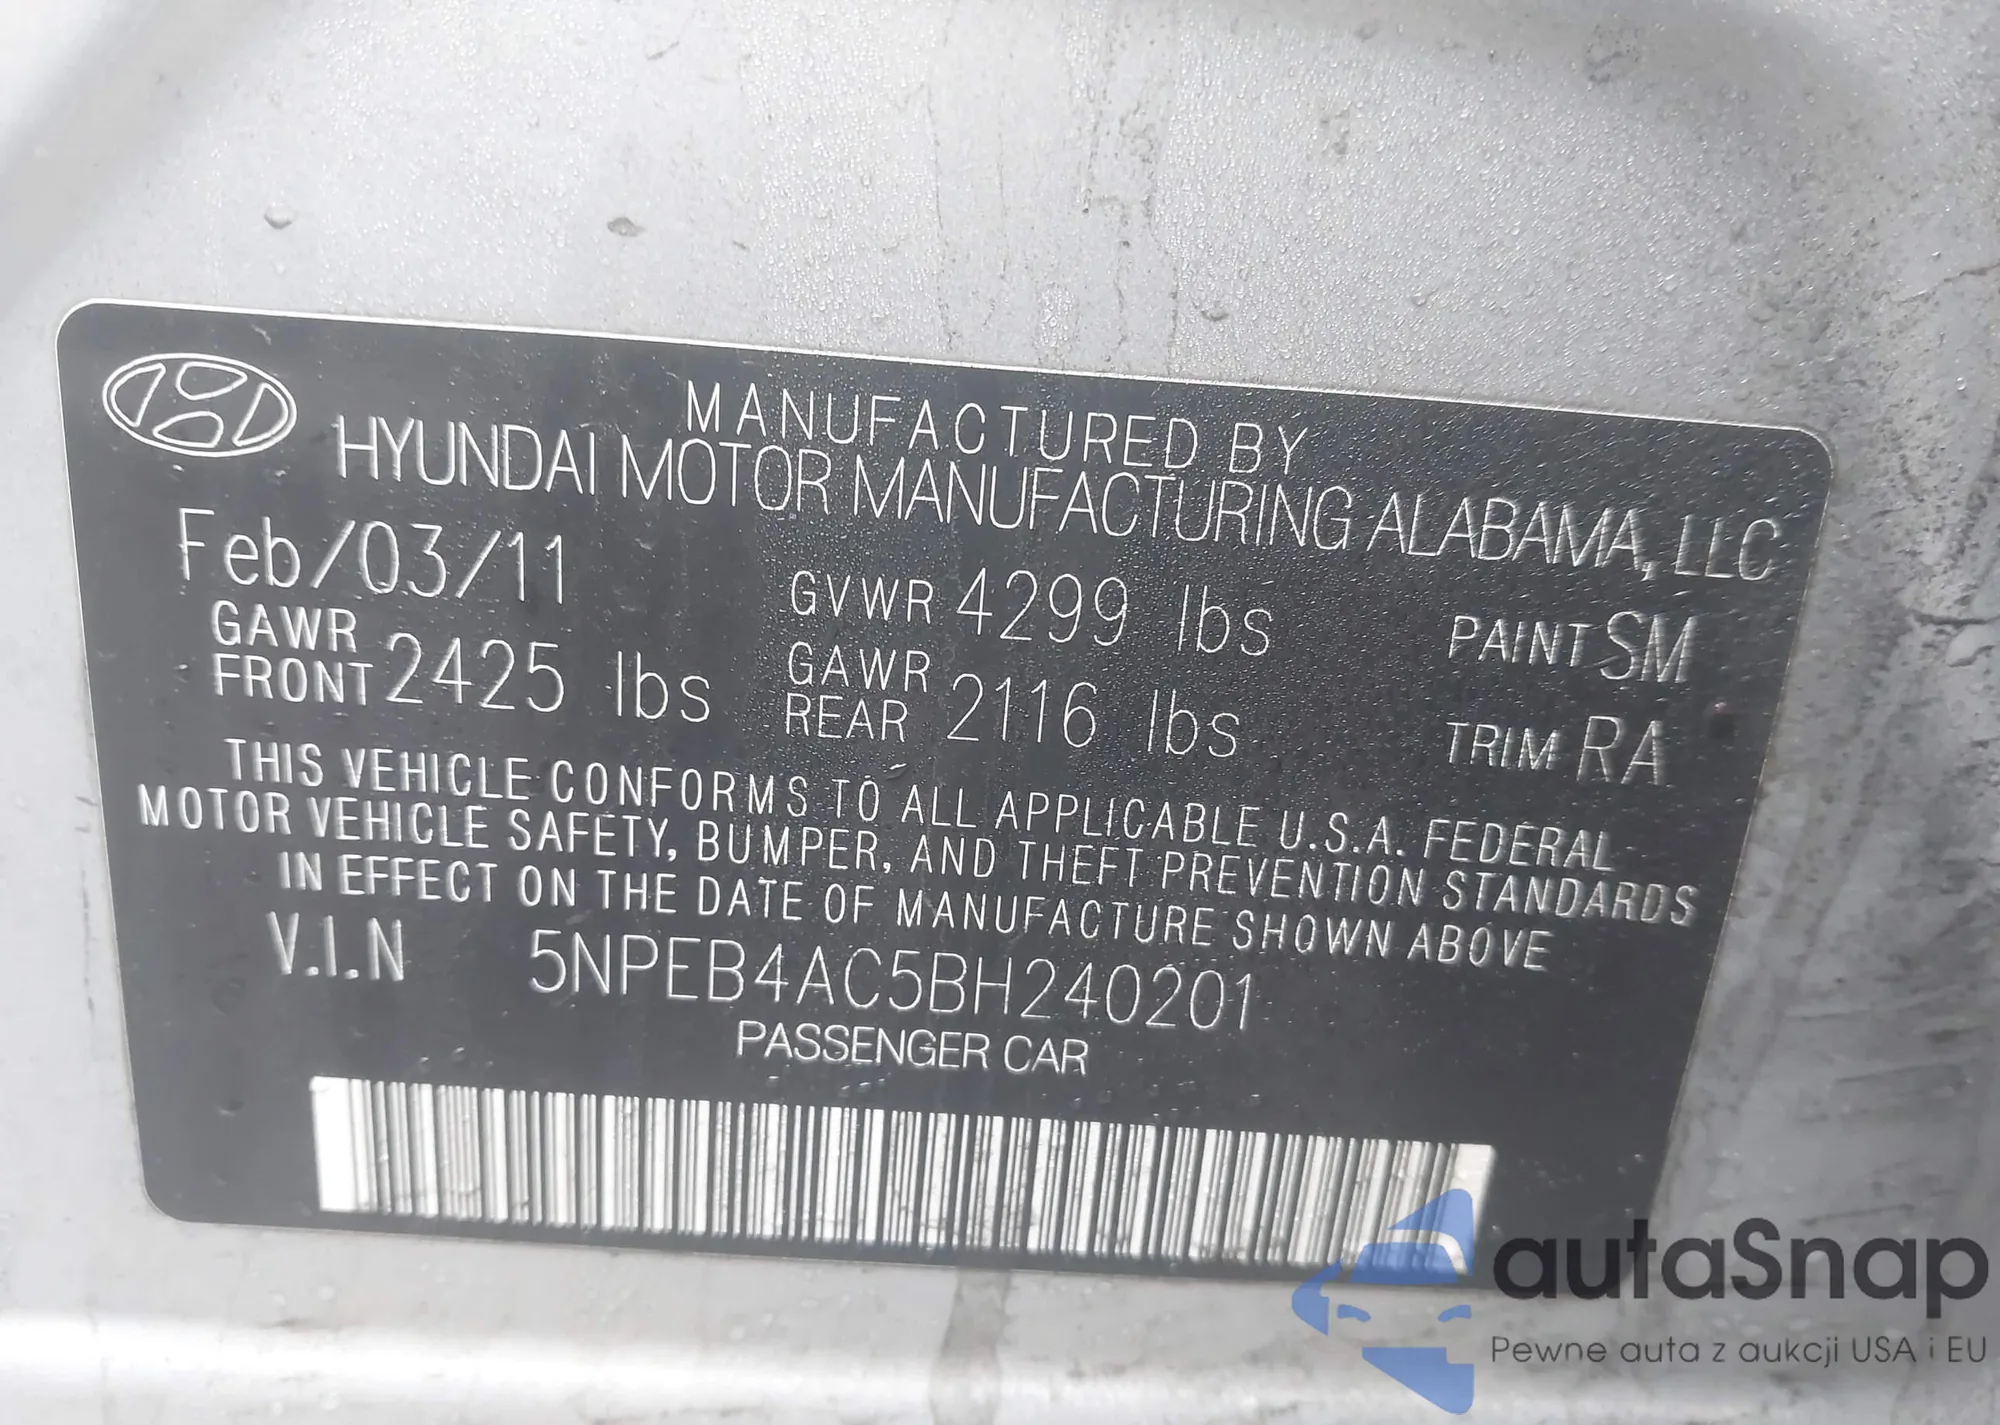 MANUFACTURED BY
HYUNDAI MOTOR MANUFACTURING ALABAMA, LLC
Feb/03/11 GVWR 4299 lbs PAINT SM
GAWR FRONT 2425 lbs GAWR REAR 2116 lbs TRIM RA
THIS VEHICLE CONFORMS TO ALL APPLICABLE U.S.A. FEDERAL
MOTOR VEHICLE SAFETY, BUMPER, AND THEFT PREVENTION STANDARDS
IN EFFECT ON THE DATE OF MANUFACTURE SHOWN ABOVE
V.I.N 5NPEB4AC5BH240201
PASSENGER CAR
autaSnap
Pewne auta z aukcji USA i EU